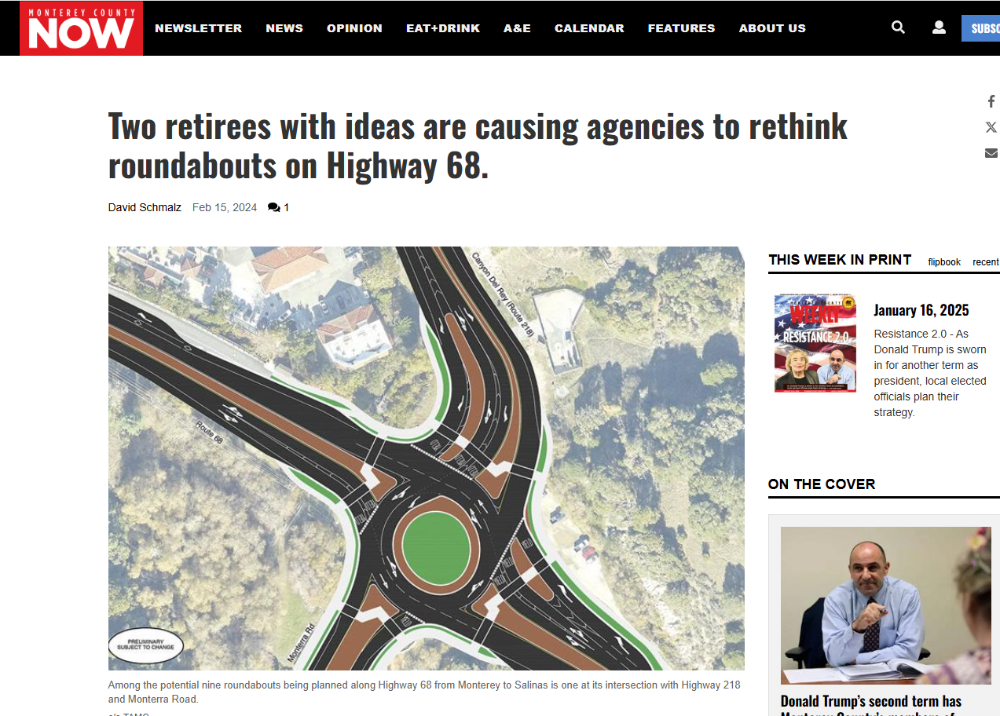 MONTEREY COUNTY
NOW
NEWSLETTER NEWS OPINION EAT+DRINK A&E CALENDAR FEATURES ABOUT US
SUBSC
Two retirees with ideas are causing agencies to rethink
roundabouts on Highway 68.
David Schmalz Feb 15, 2024 1
Canyon Del Rey (Route 218)
Route 68
YIELD
YIELD
YIELD
Monterra Rd
PRELIMINARY
SUBJECT TO CHANGE
Among the potential nine roundabouts being planned along Highway 68 from Monterey to Salinas is one at its intersection with Highway 218
and Monterra Road.
c/o TAMC
THIS WEEK IN PRINT flipbook recent
MONTEREY COUNTY
WEEKLY
RESISTANCE 2.0
January 16, 2025
Resistance 2.0 - As
Donald Trump is sworn
in for another term as
president, local elected
officials plan their
strategy.
ON THE COVER
Donald Trump’s second term has
Monterey County’s members of